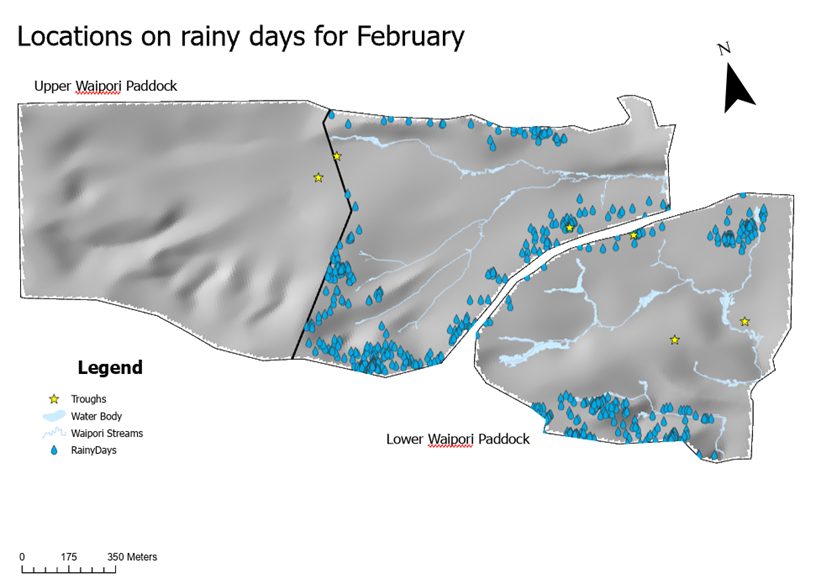 Locations on rainy days for February
N
Upper Waipori Paddock
Legend
Troughs
Water Body
Waipori Streams
RainyDays
Lower Waipori Paddock
0 175 350 Meters